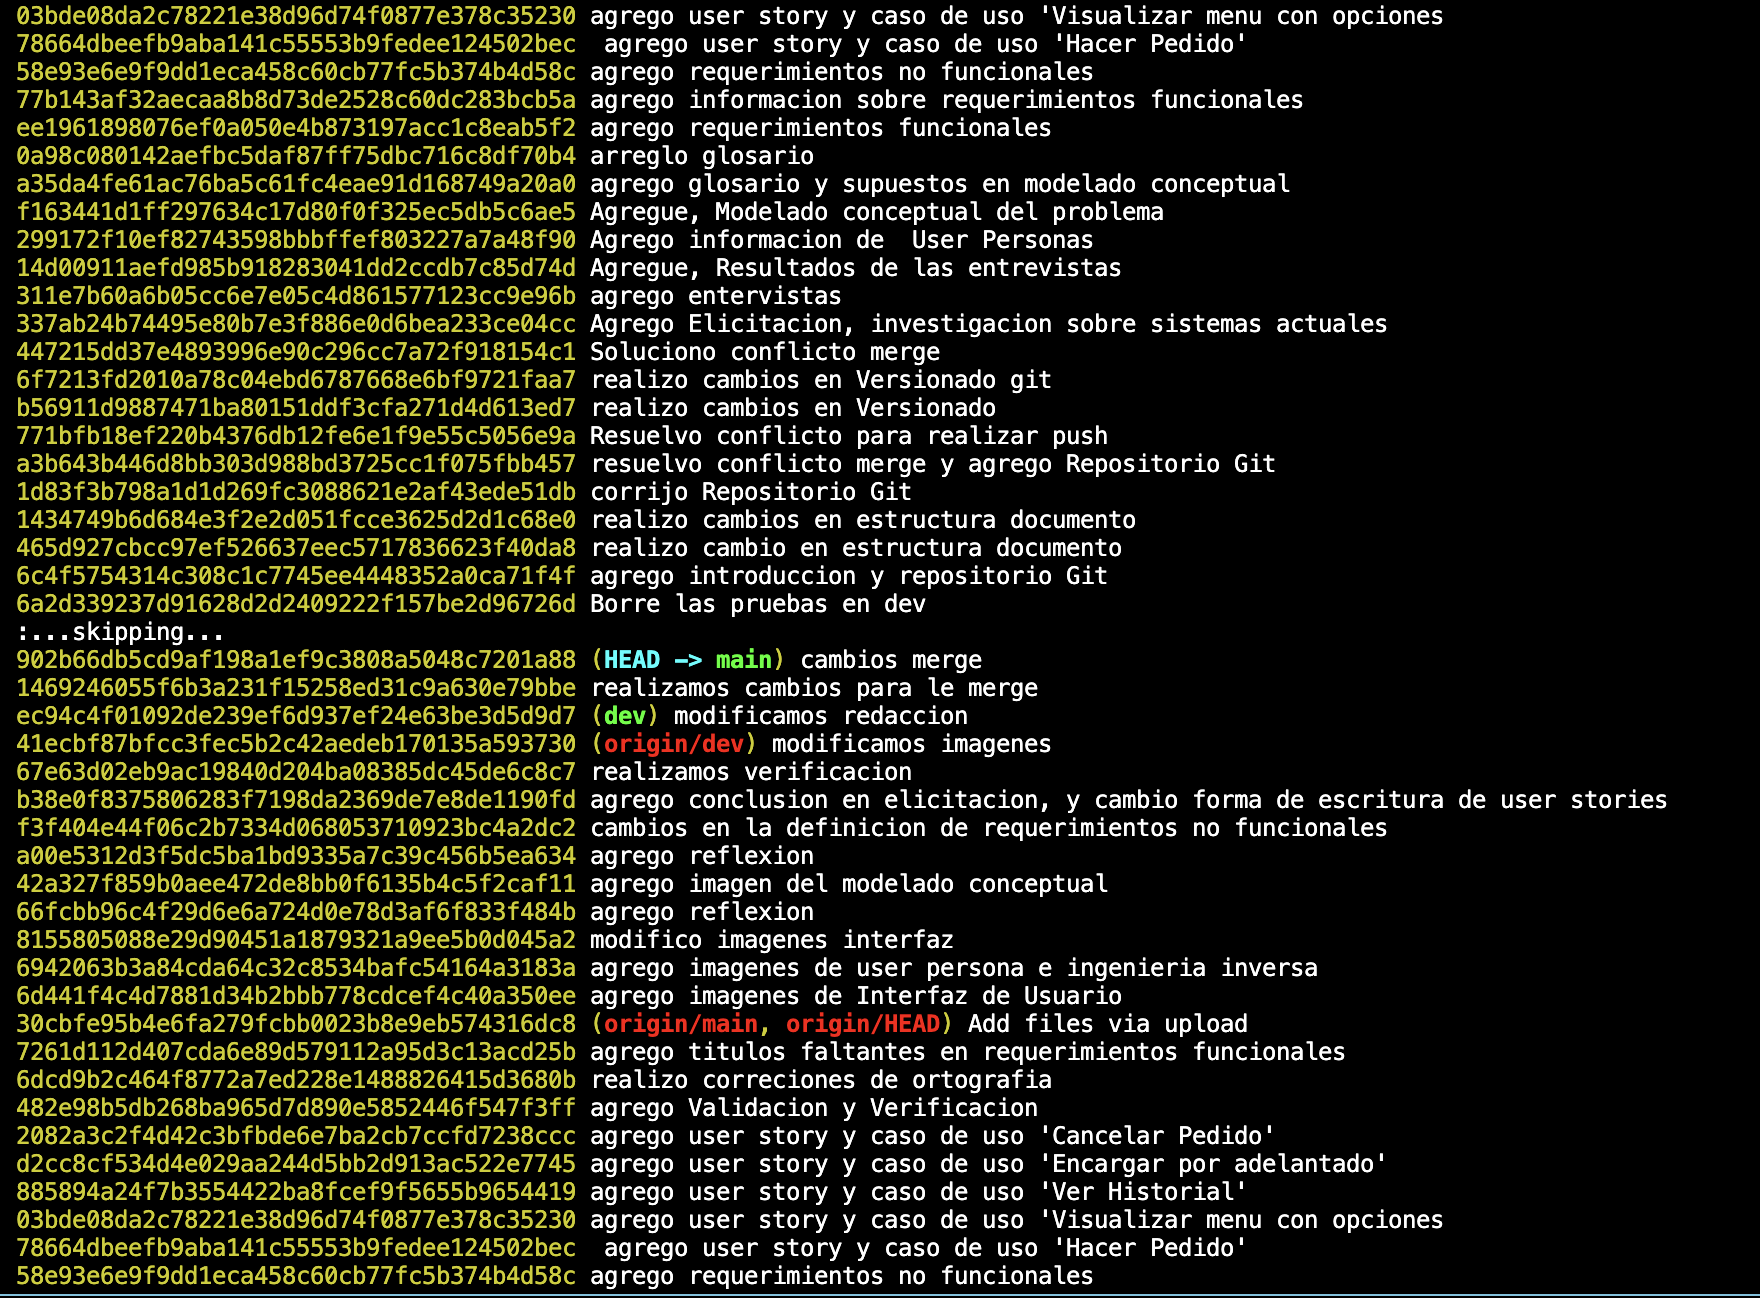 03bde08da2c78221e38d96d74f0877e378c35230 agrego user story y caso de uso 'Visualizar menu con opciones
78664dbeefb9aba141c55553b9fedee124502bec  agrego user story y caso de uso 'Hacer Pedido'
58e93e6e9f9dd1eca458c60cb77fc5b374b4d58c agrego requerimientos no funcionales
77b143af32aecaa8b8d73de2528c60dc283bcb5a agrego informacion sobre requerimientos funcionales
ee1961898076ef0a050e4b873197acc1c8eab5f2 agrego requerimientos funcionales
0a98c080142aefbc5daf87ff75dbc716c8df70b4 arreglo glosario
a35da4fe61ac76ba5c61fc4eae91d168749a20a0 agrego glosario y supuestos en modelado conceptual
f163441d1ff297634c17d80f0f325ec5db5c6ae5 Agregue, Modelado conceptual del problema
299172f10ef82743598bbbffef803227a7a48f90 Agrego informacion de  User Personas
14d00911aefd985b918283041dd2ccdb7c85d74d Agregue, Resultados de las entrevistas
311e7b60a6b05cc6e7e05c4d861577123cc9e96b agrego entervistas
337ab24b74495e80b7e3f886e0d6bea233ce04cc Agrego Elicitacion, investigacion sobre sistemas actuales
447215dd37e4893996e90c296cc7a72f918154c1 Soluciono conflicto merge
6f7213fd2010a78c04ebd6787668e6bf9721faa7 realizo cambios en Versionado git
b56911d9887471ba80151ddf3cfa271d4d613ed7 realizo cambios en Versionado
771bfb18ef220b4376db12fe6e1f9e55c5056e9a Resuelvo conflicto para realizar push
a3b643b446d8bb303d988bd3725cc1f075fbb457 resuelvo conflicto merge y agrego Repositorio Git
1d83f3b798a1d1d269fc3088621e2af43ede51db corrijo Repositorio Git
1434749b6d684e3f2e2d051fcce3625d2d1c68e0 realizo cambios en estructura documento
465d927cbcc97ef526637eec5717836623f40da8 realizo cambio en estructura documento
6c4f5754314c308c1c7745ee4448352a0ca71f4f agrego introduccion y repositorio Git
6a2d339237d91628d2d2409222f157be2d96726d Borre las pruebas en dev
:...skipping...
902b66db5cd9af198a1ef9c3808a5048c7201a88 (HEAD -> main) cambios merge
1469246055f6b3a231f15258ed31c9a630e79bbe realizamos cambios para le merge
ec94c4f01092de239ef6d937ef24e63be3d5d9d7 (dev) modificamos redaccion
41ecbf87bfcc3fec5b2c42aedeb170135a593730 (origin/dev) modificamos imagenes
67e63d02eb9ac19840d204ba08385dc45de6c8c7 realizamos verificacion
b38e0f8375806283f7198da2369de7e8de1190fd agrego conclusion en elicitacion, y cambio forma de escritura de user stories
f3f404e44f06c2b7334d068053710923bc4a2dc2 cambios en la definicion de requerimientos no funcionales
a00e5312d3f5dc5ba1bd9335a7c39c456b5ea634 agrego reflexion
42a327f859b0aee472de8bb0f6135b4c5f2caf11 agrego imagen del modelado conceptual
66fcbb96c4f29d6e6a724d0e78d3af6f833f484b agrego reflexion
8155805088e29d90451a1879321a9ee5b0d045a2 modifico imagenes interfaz
6942063b3a84cda64c32c8534bafc54164a3183a agrego imagenes de user persona e ingenieria inversa
6d441f4c4d7881d34b2bbb778cdcef4c40a350ee agrego imagenes de Interfaz de Usuario
30cbfe95b4e6fa279fcbb0023b8e9eb574316dc8 (origin/main, origin/HEAD) Add files via upload
7261d112d407cda6e89d579112a95d3c13acd25b agrego titulos faltantes en requerimientos funcionales
6dcd9b2c464f8772a7ed228e1488826415d3680b realizo correciones de ortografia
482e98b5db268ba965d7d890e5852446f547f3ff agrego Validacion y Verificacion
2082a3c2f4d42c3bfbde6e7ba2cb7ccfd7238ccc agrego user story y caso de uso 'Cancelar Pedido'
d2cc8cf534d4e029aa244d5bb2d913ac522e7745 agrego user story y caso de uso 'Encargar por adelantado'
885894a24f7b3554422ba8fcef9f5655b9654419 agrego user story y caso de uso 'Ver Historial'
03bde08da2c78221e38d96d74f0877e378c35230 agrego user story y caso de uso 'Visualizar menu con opciones
78664dbeefb9aba141c55553b9fedee124502bec  agrego user story y caso de uso 'Hacer Pedido'
58e93e6e9f9dd1eca458c60cb77fc5b374b4d58c agrego requerimientos no funcionales